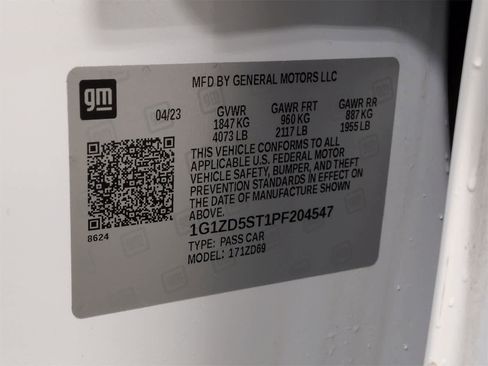 gm
MFD BY GENERAL MOTORS LLC
04/23 GVWR GAWR FRT GAWR RR
1847 KG 960 KG 887 KG
4073 LB 2117 LB 1955 LB
THIS VEHICLE CONFORMS TO ALL
APPLICABLE U.S. FEDERAL MOTOR
VEHICLE SAFETY, BUMPER, AND THEFT
PREVENTION STANDARDS IN EFFECT ON
THE DATE OF MANUFACTURE SHOWN
ABOVE.
8624
1G1ZD5ST1PF204547
TYPE: PASS CAR
MODEL: 171ZD69